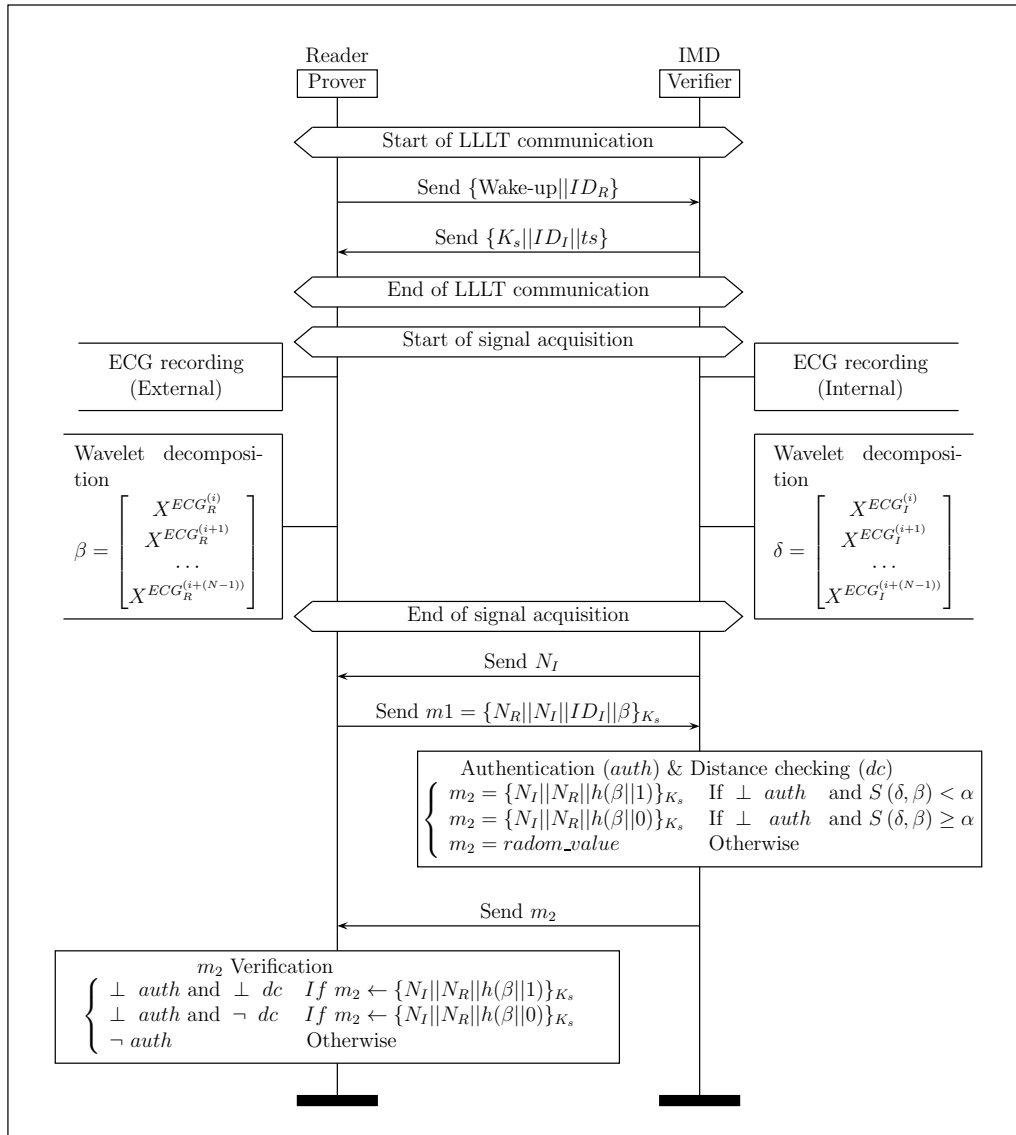 Reader
IMD
Prover
Verifier
Start of LLLT communication
Send {Wake-up||ID_R}
Send {K_s||ID_I||ts}
End of LLLT communication
Start of signal acquisition
ECG recording
(External)
ECG recording
(Internal)
Wavelet decomposi-
tion
β = [X^{ECG_R^{(i)}}
X^{ECG_R^{(i+1)}}
...
X^{ECG_R^{(i+(N-1))}}]
Wavelet decomposi-
tion
δ = [X^{ECG_I^{(i)}}
X^{ECG_I^{(i+1)}}
...
X^{ECG_I^{(i+(N-1))}}]
End of signal acquisition
Send N_I
Send m1 = {N_R||N_I||ID_I||β}_{K_s}
Authentication (auth) & Distance checking (dc)
m_2 = {N_I||N_R||h(β||1)}_{K_s} If ⊥ auth and S (δ, β) < α
m_2 = {N_I||N_R||h(β||0)}_{K_s} If ⊥ auth and S (δ, β) ≥ α
m_2 = radom_value Otherwise
Send m_2
m_2 Verification
⊥ auth and ⊥ dc If m_2 ← {N_I||N_R||h(β||1)}_{K_s}
⊥ auth and ¬ dc If m_2 ← {N_I||N_R||h(β||0)}_{K_s}
¬ auth Otherwise